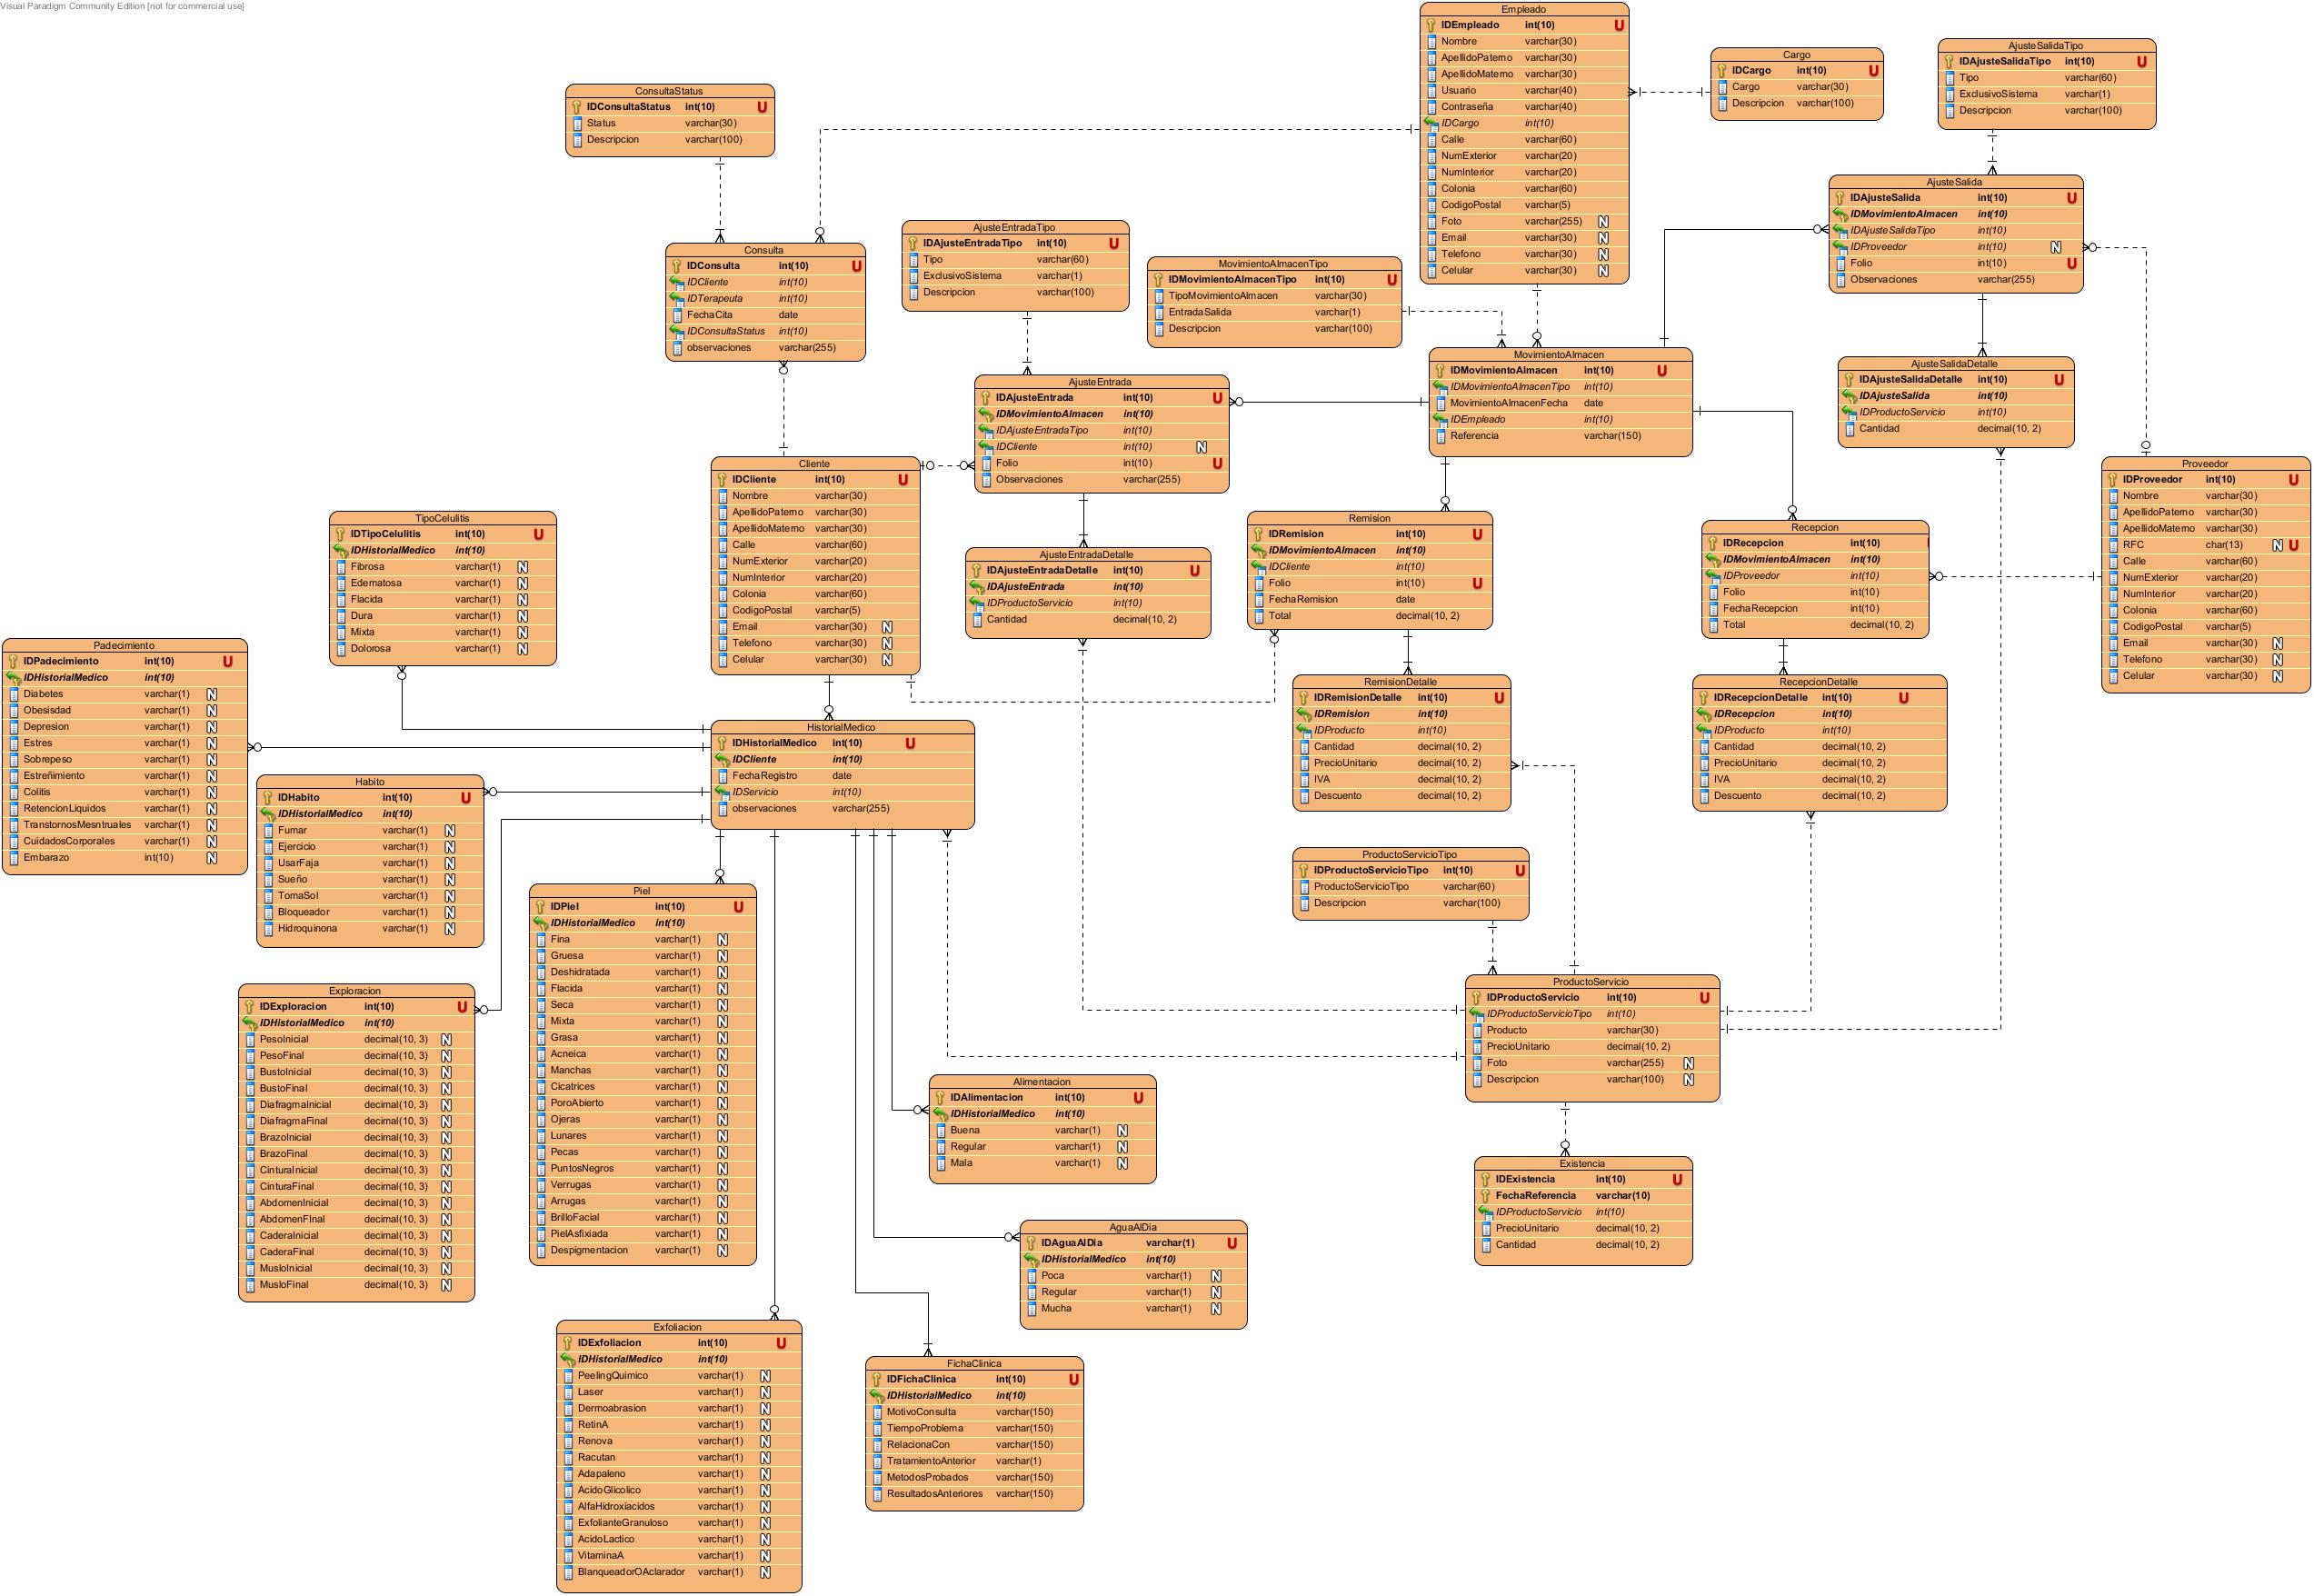 Visual Paradigm Community Edition [not for commercial use]
Empleado
IDEmpleado int(10) U
Nombre varchar(30)
ApellidoPaterno varchar(30)
ApellidoMaterno varchar(30)
Usuario varchar(40)
Contraseña varchar(40)
IDCargo int(10)
Calle varchar(60)
NumExterior varchar(20)
NumInterior varchar(20)
Colonia varchar(60)
CodigoPostal varchar(5)
Foto varchar(255) N
Email varchar(30) N
Telefono varchar(30) N
Celular varchar(30) N
Cargo
IDCargo int(10) U
Cargo varchar(30)
Descripcion varchar(100)
AjusteSalidaTipo
IDAjusteSalidaTipo int(10) U
Tipo varchar(60)
ExclusivoSistema varchar(1)
Descripcion varchar(100)
ConsultaStatus
IDConsultaStatus int(10) U
Status varchar(30)
Descripcion varchar(100)
AjusteSalida
IDAjusteSalida int(10) U
IDMovimientoAlmacen int(10)
IDAjusteSalidaTipo int(10)
IDProveedor int(10) N
Folio int(10) U
Observaciones varchar(255)
AjusteEntradaTipo
IDAjusteEntradaTipo int(10) U
Tipo varchar(60)
ExclusivoSistema varchar(1)
Descripcion varchar(100)
Consulta
IDConsulta int(10) U
IDCliente int(10)
IDTerapeuta int(10)
FechaCita date
IDConsultaStatus int(10)
observaciones varchar(255)
MovimientoAlmacenTipo
IDMovimientoAlmacenTipo int(10) U
TipoMovimientoAlmacen varchar(30)
EntradaSalida varchar(1)
Descripcion varchar(100)
MovimientoAlmacen
IDMovimientoAlmacen int(10) U
IDMovimientoAlmacenTipo int(10)
MovimientoAlmacenFecha date
IDEmpleado int(10)
Referencia varchar(150)
AjusteSalidaDetalle
IDAjusteSalidaDetalle int(10) U
IDAjusteSalida int(10)
IDProductoServicio int(10)
Cantidad decimal(10, 2)
AjusteEntrada
IDAjusteEntrada int(10) U
IDMovimientoAlmacen int(10)
IDAjusteEntradaTipo int(10)
IDCliente int(10) N
Folio int(10) U
Observaciones varchar(255)
Cliente
IDCliente int(10) U
Nombre varchar(30)
ApellidoPaterno varchar(30)
ApellidoMaterno varchar(30)
Calle varchar(60)
NumExterior varchar(20)
NumInterior varchar(20)
Colonia varchar(60)
CodigoPostal varchar(5)
Email varchar(30) N
Telefono varchar(30) N
Celular varchar(30) N
Proveedor
IDProveedor int(10) U
Nombre varchar(30)
ApellidoPaterno varchar(30)
ApellidoMaterno varchar(30)
RFC char(13) N U
Calle varchar(60)
NumExterior varchar(20)
NumInterior varchar(20)
Colonia varchar(60)
CodigoPostal varchar(5)
Email varchar(30) N
Telefono varchar(30) N
Celular varchar(30) N
TipoCelulitis
IDTipoCelulitis int(10) U
IDHistorialMedico int(10)
Fibrosa varchar(1) N
Edematosa varchar(1) N
Flacida varchar(1) N
Dura varchar(1) N
Mixta varchar(1) N
Dolorosa varchar(1) N
Remision
IDRemision int(10) U
IDMovimientoAlmacen int(10)
IDCliente int(10)
Folio int(10) U
FechaRemision date
Total decimal(10, 2)
Recepcion
IDRecepcion int(10)
IDMovimientoAlmacen int(10)
IDProveedor int(10)
Folio int(10)
FechaRecepcion int(10)
Total decimal(10, 2)
AjusteEntradaDetalle
IDAjusteEntradaDetalle int(10) U
IDAjusteEntrada int(10)
IDProductoServicio int(10)
Cantidad decimal(10, 2)
Padecimiento
IDPadecimiento int(10) U
IDHistorialMedico int(10)
Diabetes varchar(1) N
Obesisdad varchar(1) N
Depresion varchar(1) N
Estres varchar(1) N
Sobrepeso varchar(1) N
Estreñimiento varchar(1) N
Colitis varchar(1) N
RetencionLiquidos varchar(1) N
TranstornosMesntruales varchar(1) N
CuidadosCorporales varchar(1) N
Embarazo int(10) N
RemisionDetalle
IDRemisionDetalle int(10) U
IDRemision int(10)
IDProducto int(10)
Cantidad decimal(10, 2)
PrecioUnitario decimal(10, 2)
IVA decimal(10, 2)
Descuento decimal(10, 2)
RecepcionDetalle
IDRecepcionDetalle int(10) U
IDRecepcion int(10)
IDProducto int(10)
Cantidad decimal(10, 2)
PrecioUnitario decimal(10, 2)
IVA decimal(10, 2)
Descuento decimal(10, 2)
HistorialMedico
IDHistorialMedico int(10) U
IDCliente int(10)
FechaRegistro date
IDServicio int(10)
observaciones varchar(255)
Habito
IDHabito int(10) U
IDHistorialMedico int(10)
Fumar varchar(1) N
Ejercicio varchar(1) N
UsarFaja varchar(1) N
Sueño varchar(1) N
TomaSol varchar(1) N
Bloqueador varchar(1) N
Hidroquinona varchar(1) N
ProductoServicioTipo
IDProductoServicioTipo int(10) U
ProductoServicioTipo varchar(60)
Descripcion varchar(100)
Piel
IDPiel int(10) U
IDHistorialMedico int(10)
Fina varchar(1) N
Gruesa varchar(1) N
Deshidratada varchar(1) N
Flacida varchar(1) N
Seca varchar(1) N
Mixta varchar(1) N
Grasa varchar(1) N
Acneica varchar(1) N
Manchas varchar(1) N
Cicatrices varchar(1) N
PoroAbierto varchar(1) N
Ojeras varchar(1) N
Lunares varchar(1) N
Pecas varchar(1) N
PuntosNegros varchar(1) N
Verrugas varchar(1) N
Arrugas varchar(1) N
BrilloFacial varchar(1) N
PielAsfixiada varchar(1) N
Despigmentacion varchar(1) N
Exploracion
IDExploracion int(10) U
IDHistorialMedico int(10)
PesoInicial decimal(10, 3) N
PesoFinal decimal(10, 3) N
BustoInicial decimal(10, 3) N
BustoFinal decimal(10, 3) N
DiafragmaInicial decimal(10, 3) N
DiafragmaFinal decimal(10, 3) N
BrazoInicial decimal(10, 3) N
BrazoFinal decimal(10, 3) N
CinturaInicial decimal(10, 3) N
CinturaFinal decimal(10, 3) N
AbdomenInicial decimal(10, 3) N
AbdomenFInal decimal(10, 3) N
CaderaInicial decimal(10, 3) N
CaderaFinal decimal(10, 3) N
MusloInicial decimal(10, 3) N
MusloFinal decimal(10, 3) N
ProductoServicio
IDProductoServicio int(10) U
IDProductoServicioTipo int(10)
Producto varchar(30)
PrecioUnitario decimal(10, 2)
Foto varchar(255) N
Descripcion varchar(100) N
Alimentacion
IDAlimentacion int(10) U
IDHistorialMedico int(10)
Buena varchar(1) N
Regular varchar(1) N
Mala varchar(1) N
Existencia
IDExistencia int(10) U
FechaReferencia varchar(10)
IDProductoServicio int(10)
PrecioUnitario decimal(10, 2)
Cantidad decimal(10, 2)
AguaAlDia
IDAguaAlDia varchar(1) U
IDHistorialMedico int(10)
Poca varchar(1) N
Regular varchar(1) N
Mucha varchar(1) N
Exfoliacion
IDExfoliacion int(10) U
IDHistorialMedico int(10)
PeelingQuimico varchar(1) N
Laser varchar(1) N
Dermoabrasion varchar(1) N
RetinA varchar(1) N
Renova varchar(1) N
Racutan varchar(1) N
Adapaleno varchar(1) N
AcidoGlicolico varchar(1) N
AlfaHidroxiacidos varchar(1) N
ExfolianteGranuloso varchar(1) N
AcidoLactico varchar(1) N
VitaminaA varchar(1) N
BlanqueadorOAclarador varchar(1) N
FichaClinica
IDFichaClinica int(10) U
IDHistorialMedico int(10)
MotivoConsulta varchar(150)
TiempoProblema varchar(150)
RelacionaCon varchar(150)
TratamientoAnterior varchar(1)
MetodosProbados varchar(150)
ResultadosAnteriores varchar(150)